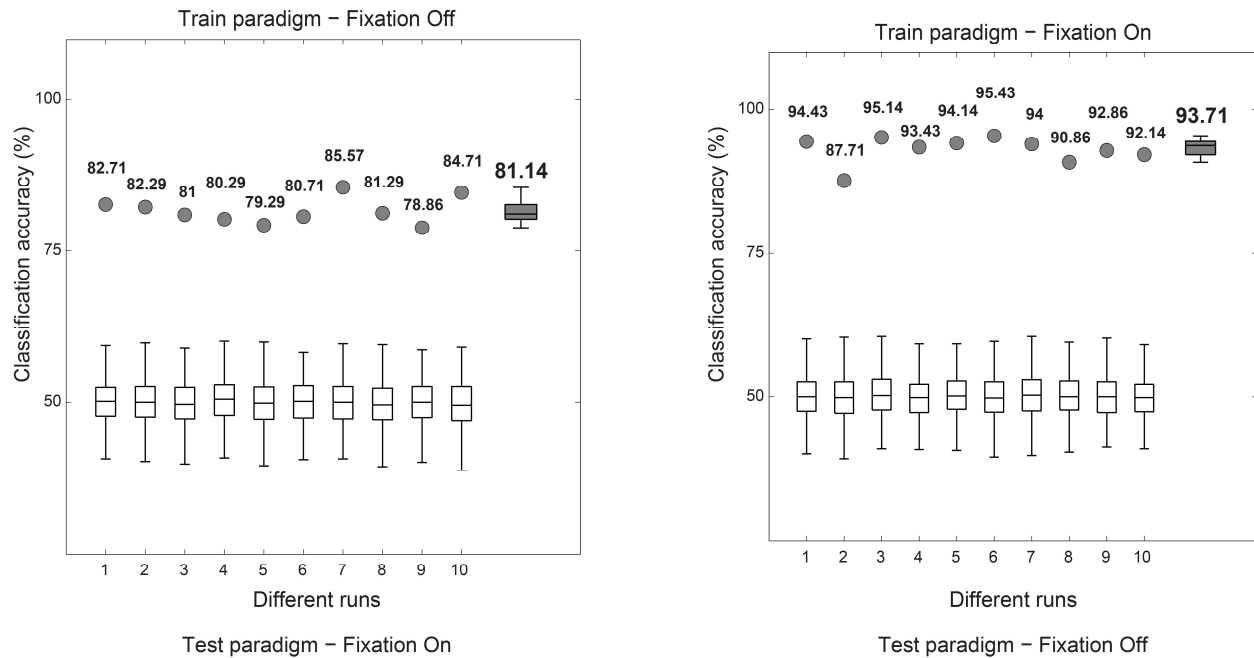 Train paradigm − Fixation Off
Classification accuracy (%)
100
75
50
82.71
82.29
81
80.29
79.29
80.71
85.57
81.29
78.86
84.71
81.14
1 2 3 4 5 6 7 8 9 10
Different runs
Test paradigm − Fixation On
Train paradigm − Fixation On
Classification accuracy (%)
100
75
50
94.43
87.71
95.14
93.43
94.14
95.43
94
90.86
92.86
92.14
93.71
1 2 3 4 5 6 7 8 9 10
Different runs
Test paradigm − Fixation Off